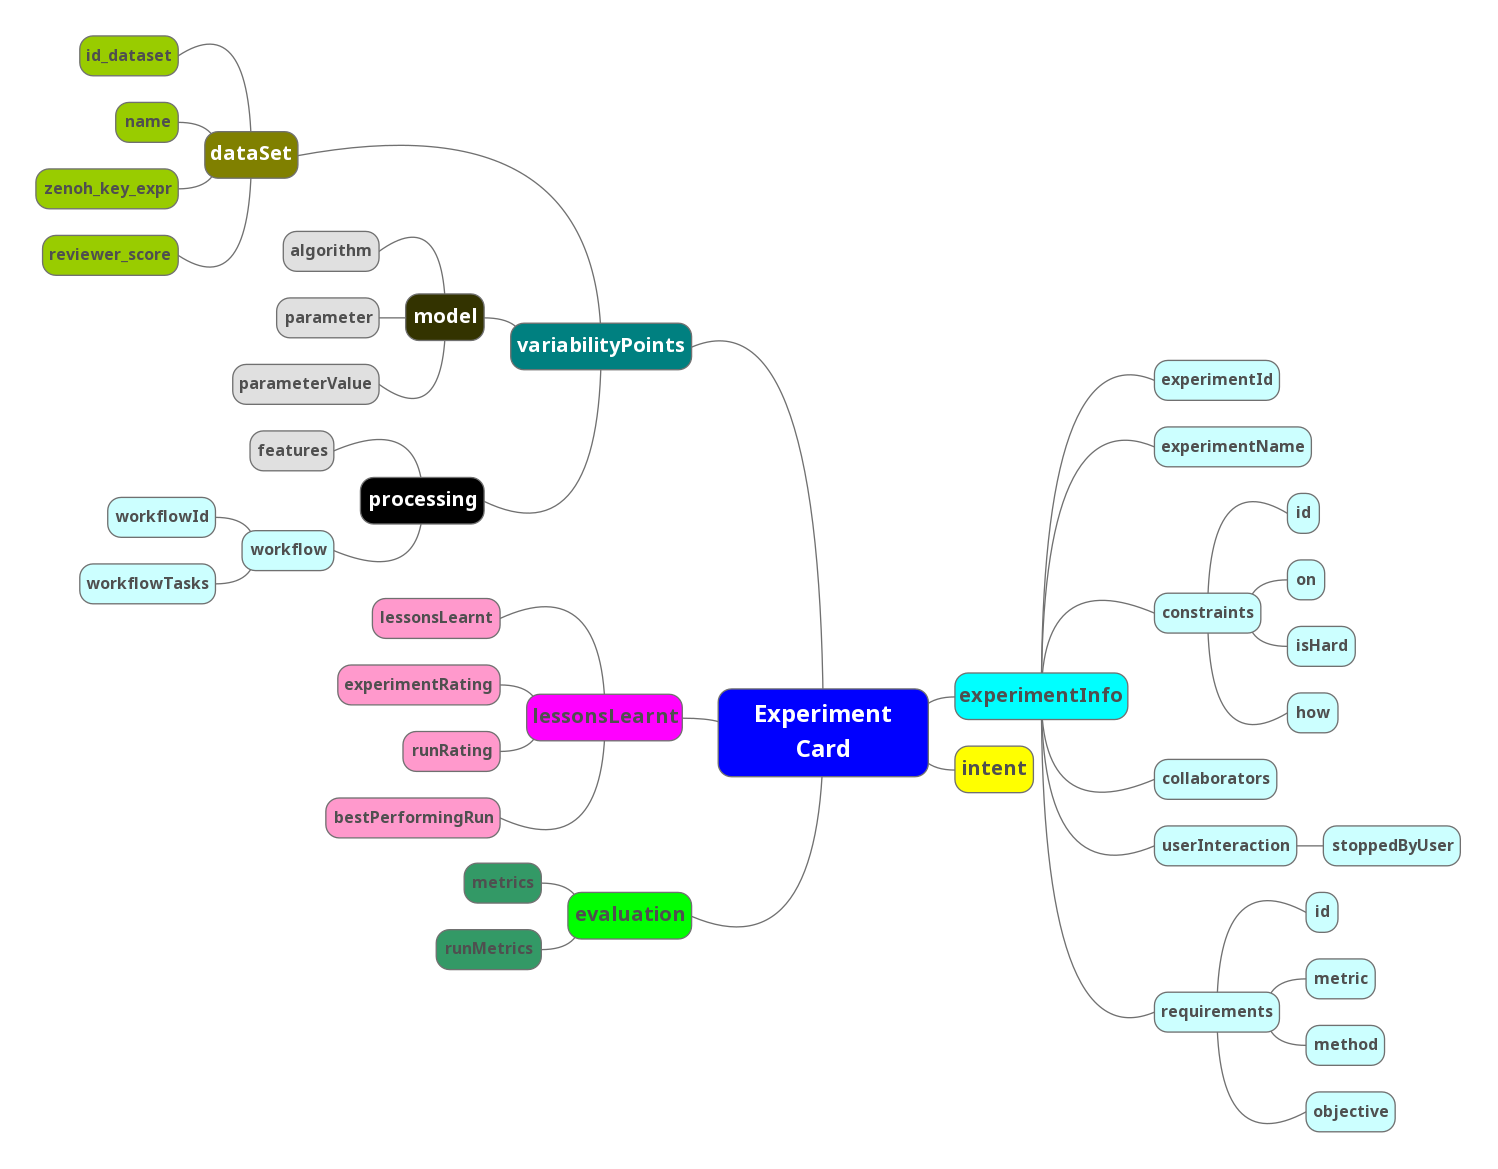 id_dataset
name
dataSet
zenoh_key_expr
reviewer_score
algorithm
parameter
model
parameterValue
variabilityPoints
features
processing
workflowId
workflow
workflowTasks
lessonsLearnt
experimentRating
lessonsLearnt
runRating
bestPerformingRun
metrics
evaluation
runMetrics
Experiment
Card
experimentInfo
intent
experimentId
experimentName
id
on
constraints
isHard
how
collaborators
userInteraction
stoppedByUser
id
metric
requirements
method
objective